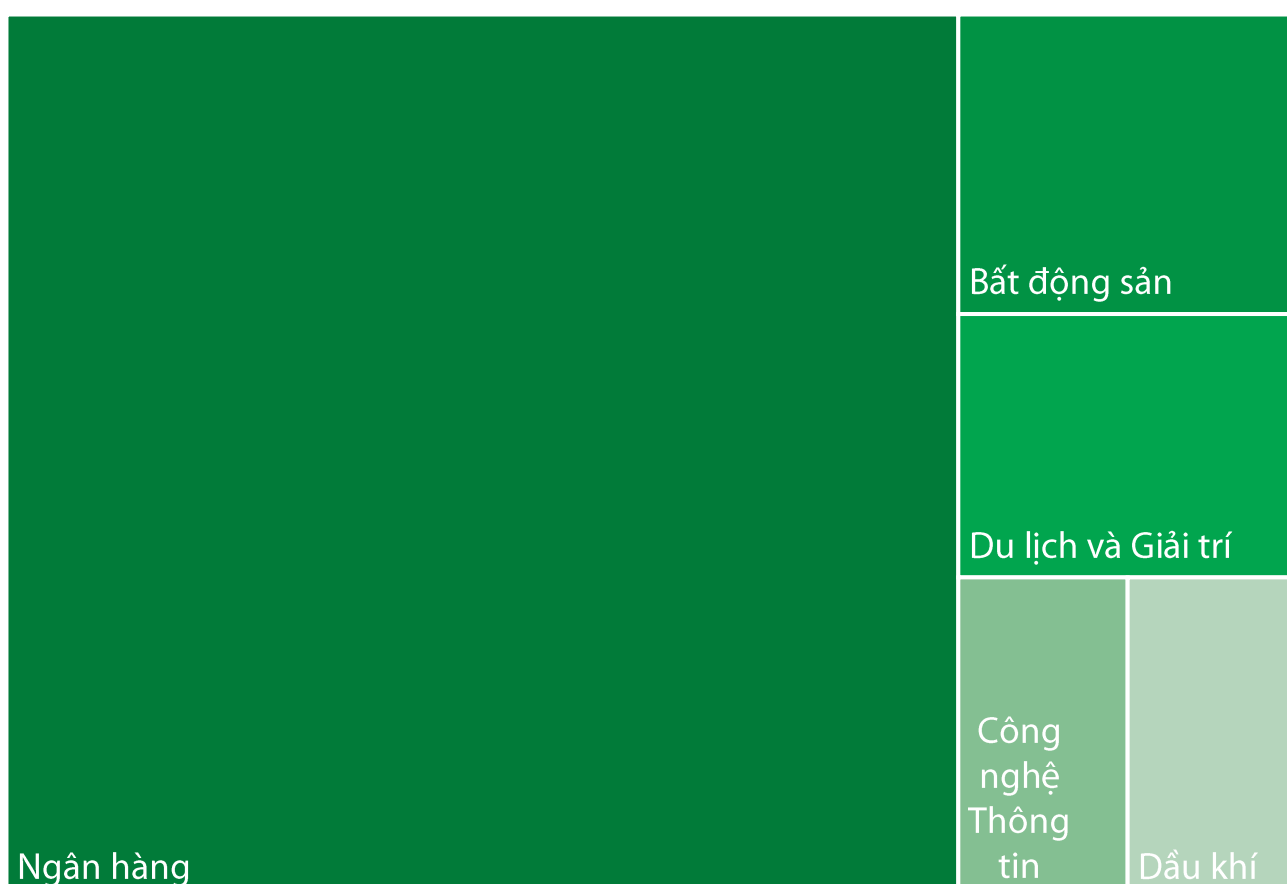 Bất động sản
Du lịch và Giải trí
Ngân hàng
Công
nghệ
Thông
tin
Dầu khí